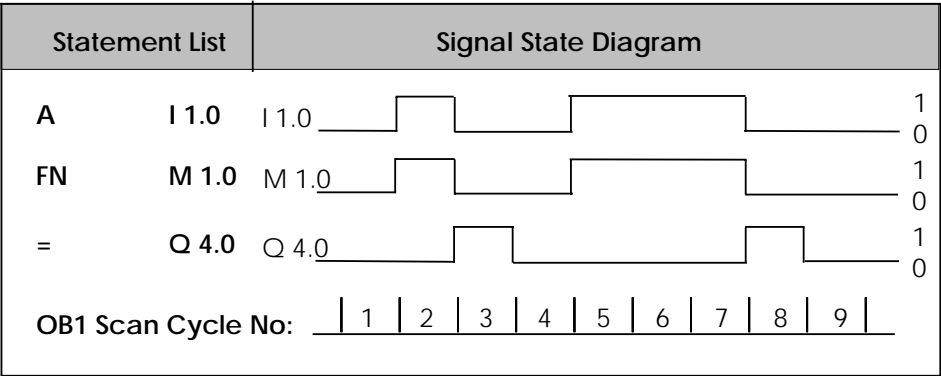 Statement List Signal State Diagram
A I 1.0 I 1.0 1
0
FN M 1.0 M 1.0 1
0
= Q 4.0 Q 4.0 1
0
OB1 Scan Cycle No: 1 2 3 4 5 6 7 8 9